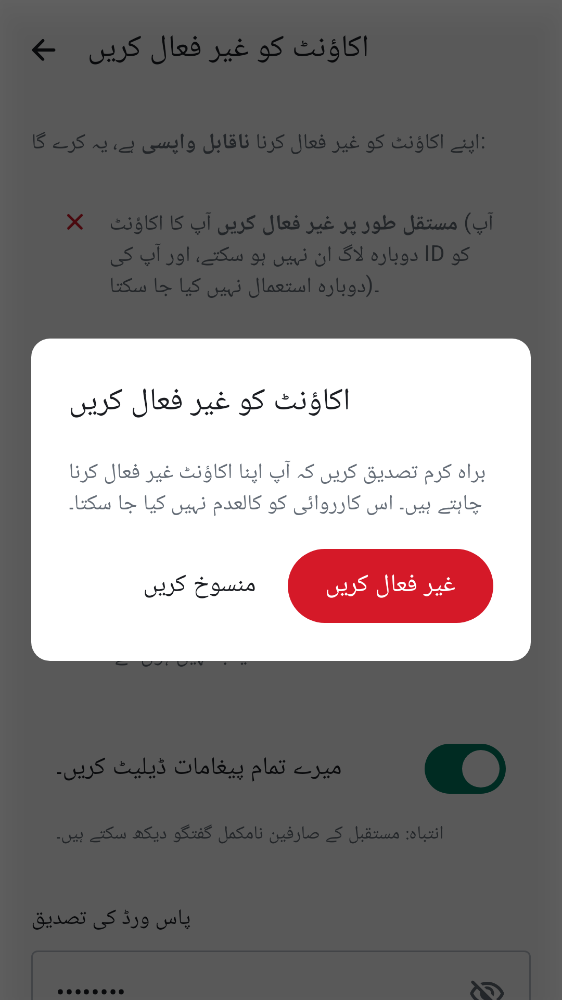 اکاؤنٹ کو غیر فعال کریں
اپنے اکاؤنٹ کو غیر فعال کرنا ناقابل واپسی ہے، یہ کرے گا:
آپ کا اکاؤنٹ مستقل طور پر غیر فعال کریں (آپ
دوبارہ لاگ ان نہیں ہو سکتے، اور آپ کی ID کو
دوبارہ استعمال نہیں کیا جا سکتا)۔
اکاؤنٹ کو غیر فعال کریں
براہ کرم تصدیق کریں کہ آپ اپنا اکاؤنٹ غیر فعال کرنا
چاہتے ہیں۔ اس کارروائی کو کالعدم نہیں کیا جا سکتا۔
غیر فعال کریں
منسوخ کریں
میرے تمام پیغامات ڈیلیٹ کریں۔
انتباہ: مستقبل کے صارفین نامکمل گفتگو دیکھ سکتے ہیں۔
پاس ورڈ کی تصدیق
••••••••